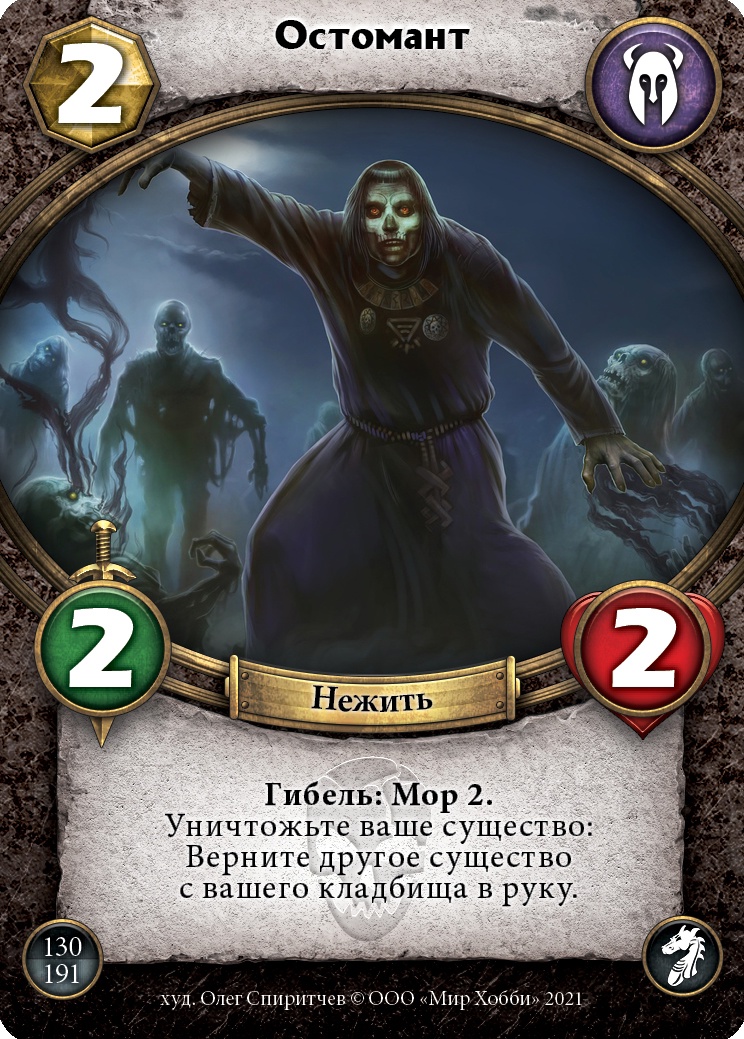 Остомант
2
2
2
Нежить
Гибель: Мор 2.
Уничтожьте ваше существо:
Верните другое существо
с вашего кладбища в руку.
130
191
худ. Олег Спиритчев © ООО «Мир Хобби» 2021